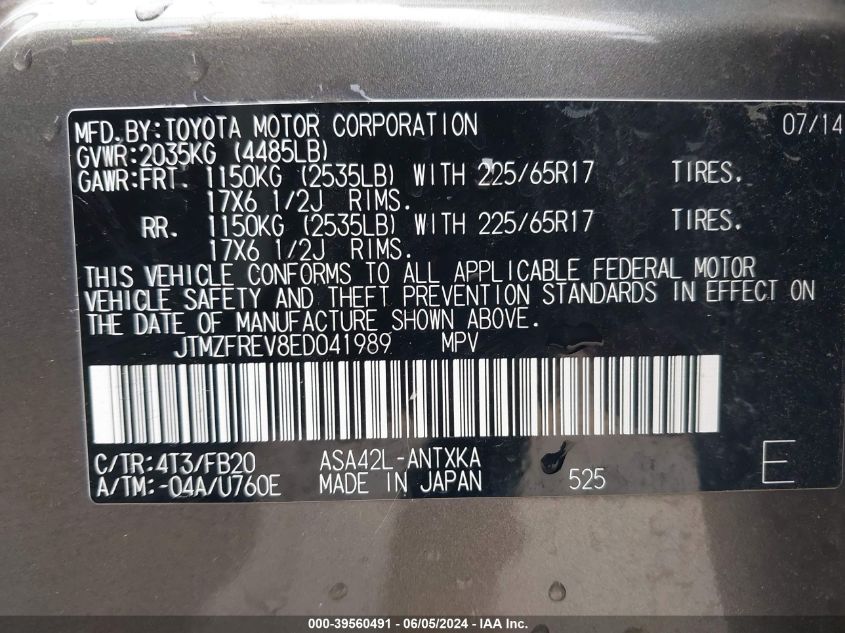 MFD.BY:TOYOTA MOTOR CORPORATION 07/14
GVWR:2035KG (4485LB)
GAWR:FRT. 1150KG (2535LB) WITH 225/65R17 TIRES.
17X6 1/2J RIMS.
RR. 1150KG (2535LB) WITH 225/65R17 TIRES.
17X6 1/2J RIMS.
THIS VEHICLE CONFORMS TO ALL APPLICABLE FEDERAL MOTOR
VEHICLE SAFETY AND THEFT PREVENTION STANDARDS IN EFFECT ON
THE DATE OF MANUFACTURE SHOWN ABOVE.
JTMZFREV8ED041989 MPV
C/TR:4T3/FB20 ASA42L-ANTXKA
A/TM:-04A/U760E MADE IN JAPAN 525 E
000-39560491 - 06/05/2024 - IAA Inc.